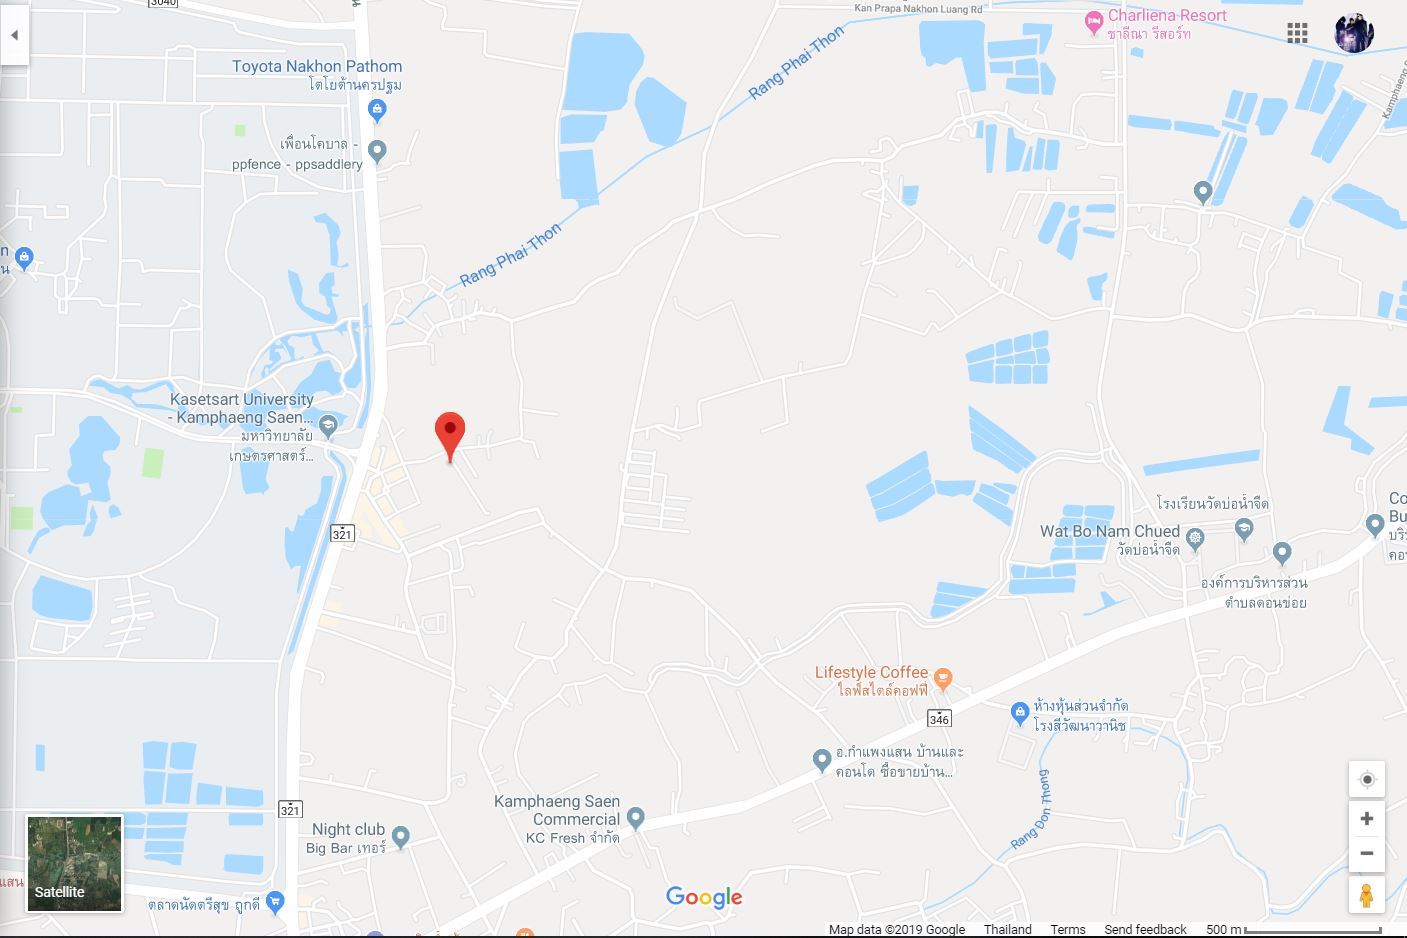 3040
Kan Prapa Nakhon Luang Rd
Charliena Resort
ชาลีณา รีสอร์ท
Rang Phai Thon
Toyota Nakhon Pathom
โตโยต้านครปฐม
Kamphaeng S
เพื่อนโคบาล -
ppfence - ppsaddlery
Rang Phai Thon
Kasetsart University
- Kamphaeng Saen...
มหาวิทยาลัย
เกษตรศาสตร์...
321
โรงเรียนวัดบ่อน้ำจืด
Wat Bo Nam Chued
วัดบ่อน้ำจืด
Co
Bu
บริ
คอ
องค์การบริหารส่วน
ตำบลดอนข่อย
Lifestyle Coffee
ไลฟ์สไตล์คอฟฟี่
346
ห้างหุ้นส่วนจำกัด
โรงสีวัฒนาวานิช
อ.กำแพงแสน บ้านและ
คอนโด ซื้อขายบ้าน...
Rang Don Thong
Kamphaeng Saen
Commercial
KC Fresh จำกัด
321
Night club
Big Bar เทอร์
Satellite
แสน
ตลาดนัดตรีสุข ถูกดี
Google
Map data ©2019 Google Thailand Terms Send feedback 500 m